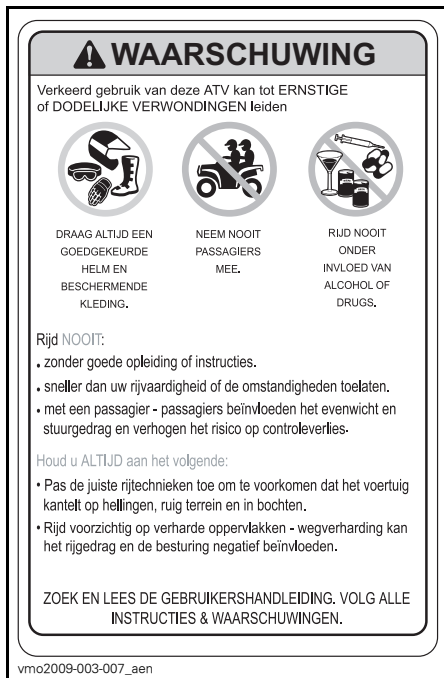 WAARSCHUWING
Verkeerd gebruik van deze ATV kan tot ERNSTIGE
of DODELIJKE VERWONDINGEN leiden
DRAAG ALTIJD EEN
GOEDGEKEURDE
HELM EN
BESCHERMENDE
KLEDING.
NEEM NOOIT
PASSAGIERS
MEE.
RIJD NOOIT
ONDER
INVLOED VAN
ALCOHOL OF
DRUGS.
Rijd NOOIT:
• zonder goede opleiding of instructies.
• sneller dan uw rijvaardigheid of de omstandigheden toelaten.
• met een passagier - passagiers beïnvloeden het evenwicht en
stuurgedrag en verhogen het risico op controleverlies.
Houd u ALTIJD aan het volgende:
• Pas de juiste rijtechnieken toe om te voorkomen dat het voertuig
kantelt op hellingen, ruig terrein en in bochten.
• Rijd voorzichtig op verharde oppervlakken - wegverharding kan
het rijgedrag en de besturing negatief beïnvloeden.
ZOEK EN LEES DE GEBRUIKERSHANDLEIDING. VOLG ALLE
INSTRUCTIES & WAARSCHUWINGEN.
vmo2009-003-007_aen